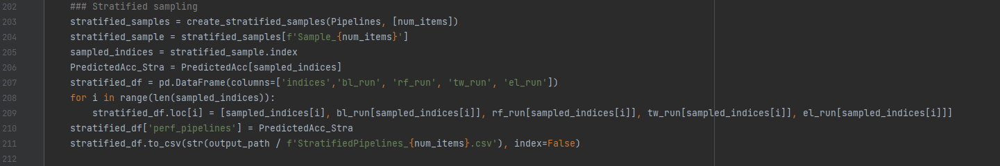 202 ### Stratified sampling
203 stratified_samples = create_stratified_samples(Pipelines, [num_items])
204 stratified_sample = stratified_samples[f'Sample_{num_items}']
205 sampled_indices = stratified_sample.index
206 PredictedAcc_Stra = PredictedAcc[sampled_indices]
207 stratified_df = pd.DataFrame(columns=['indices','bl_run', 'rf_run', 'tw_run', 'el_run'])
208 for i in range(len(sampled_indices)):
209     stratified_df.loc[i] = [sampled_indices[i], bl_run[sampled_indices[i]], rf_run[sampled_indices[i]], tw_run[sampled_indices[i]], el_run[sampled_indices[i]]]
210 stratified_df['perf_pipelines'] = PredictedAcc_Stra
211 stratified_df.to_csv(str(output_path / f'StratifiedPipelines_{num_items}.csv'), index=False)
212